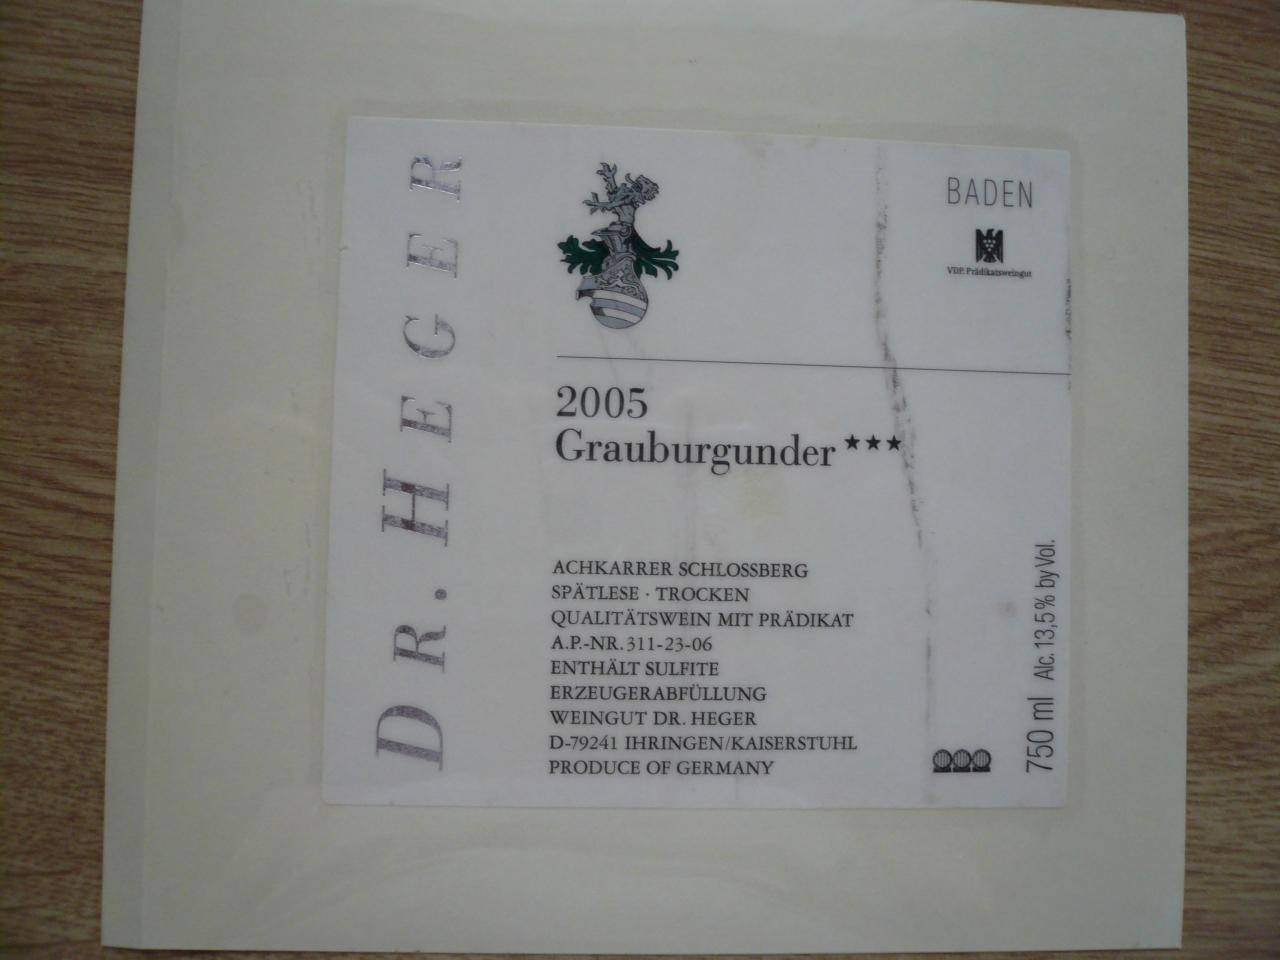 DR. HEGER
BADEN
VDP. Prädikatsweingut
2005
Grauburgunder ★★★
ACHKARRER SCHLOSSBERG
SPÄTLESE · TROCKEN
QUALITÄTSWEIN MIT PRÄDIKAT
A.P.-NR. 311-23-06
ENTHÄLT SULFITE
ERZEUGERABFÜLLUNG
WEINGUT DR. HEGER
D-79241 IHRINGEN/KAISERSTUHL
PRODUCE OF GERMANY
750 ml Alc. 13,5% by Vol.